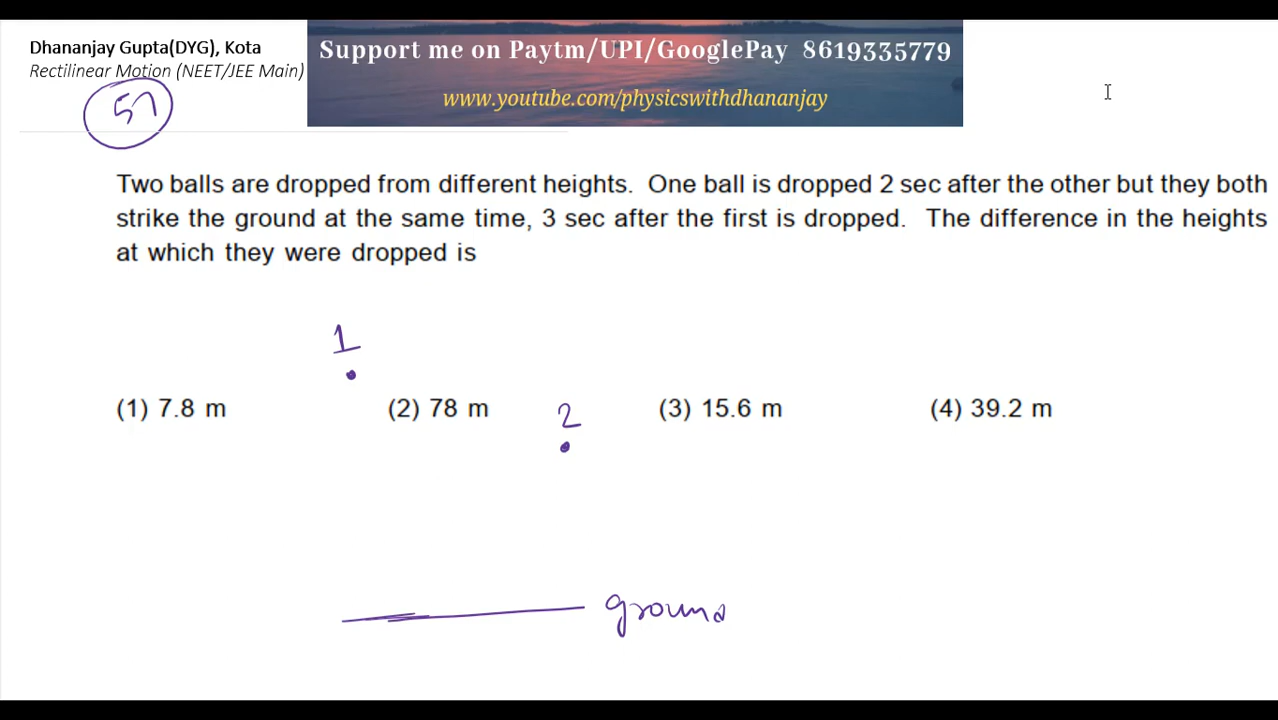 Dhananjay Gupta(DYG), Kota
Rectilinear Motion (NEET/JEE Main)
Support me on Paytm/UPI/GooglePay 8619335779
www.youtube.com/physicswithdhananjay
57
Two balls are dropped from different heights. One ball is dropped 2 sec after the other but they both
strike the ground at the same time, 3 sec after the first is dropped. The difference in the heights
at which they were dropped is
1
(1) 7.8 m (2) 78 m (3) 15.6 m (4) 39.2 m
2
ground